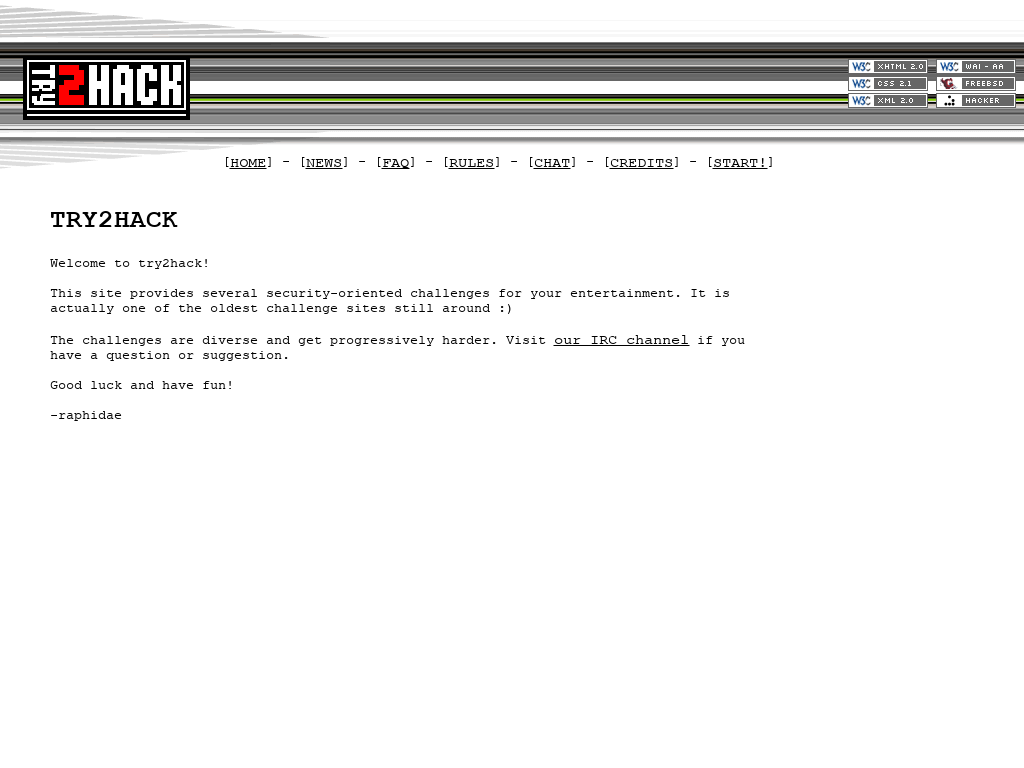 TRY 2 HACK
W3C XHTML 2.0
W3C WAI - AA
W3C CSS 2.1
FREEBSD
W3C XML 2.0
HACKER
[HOME] - [NEWS] - [FAQ] - [RULES] - [CHAT] - [CREDITS] - [START!]
TRY2HACK
Welcome to try2hack!
This site provides several security-oriented challenges for your entertainment. It is
actually one of the oldest challenge sites still around :)
The challenges are diverse and get progressively harder. Visit our IRC channel if you
have a question or suggestion.
Good luck and have fun!
-raphidae